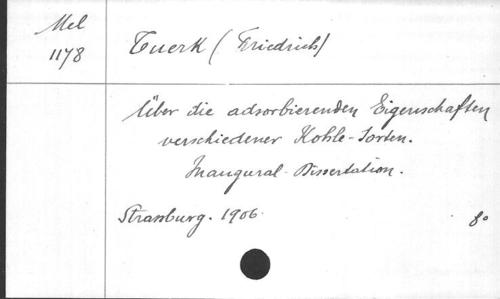 Mel
1178
Tuerk (Friedrich)
Über die adsorbierenden Eigenschaften
verschiedener Kohle-Sorten.
Inaugural-Dissertation.
Strassburg. 1906.
8°